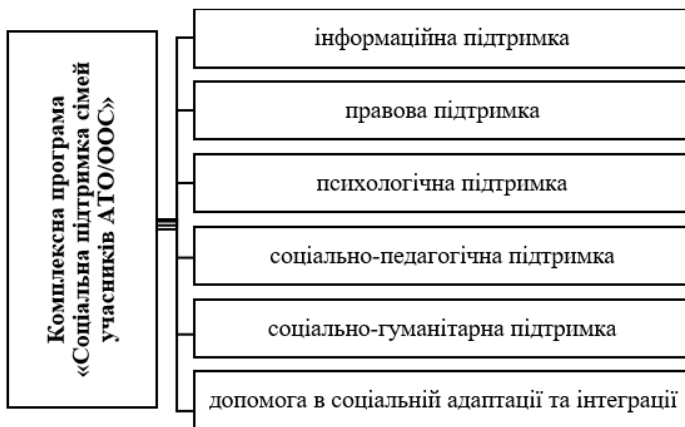 Комплексна програма
«Соціальна підтримка сімей
учасників АТО/ООС»
інформаційна підтримка
правова підтримка
психологічна підтримка
соціально-педагогічна підтримка
соціально-гуманітарна підтримка
допомога в соціальній адаптації та інтеграції